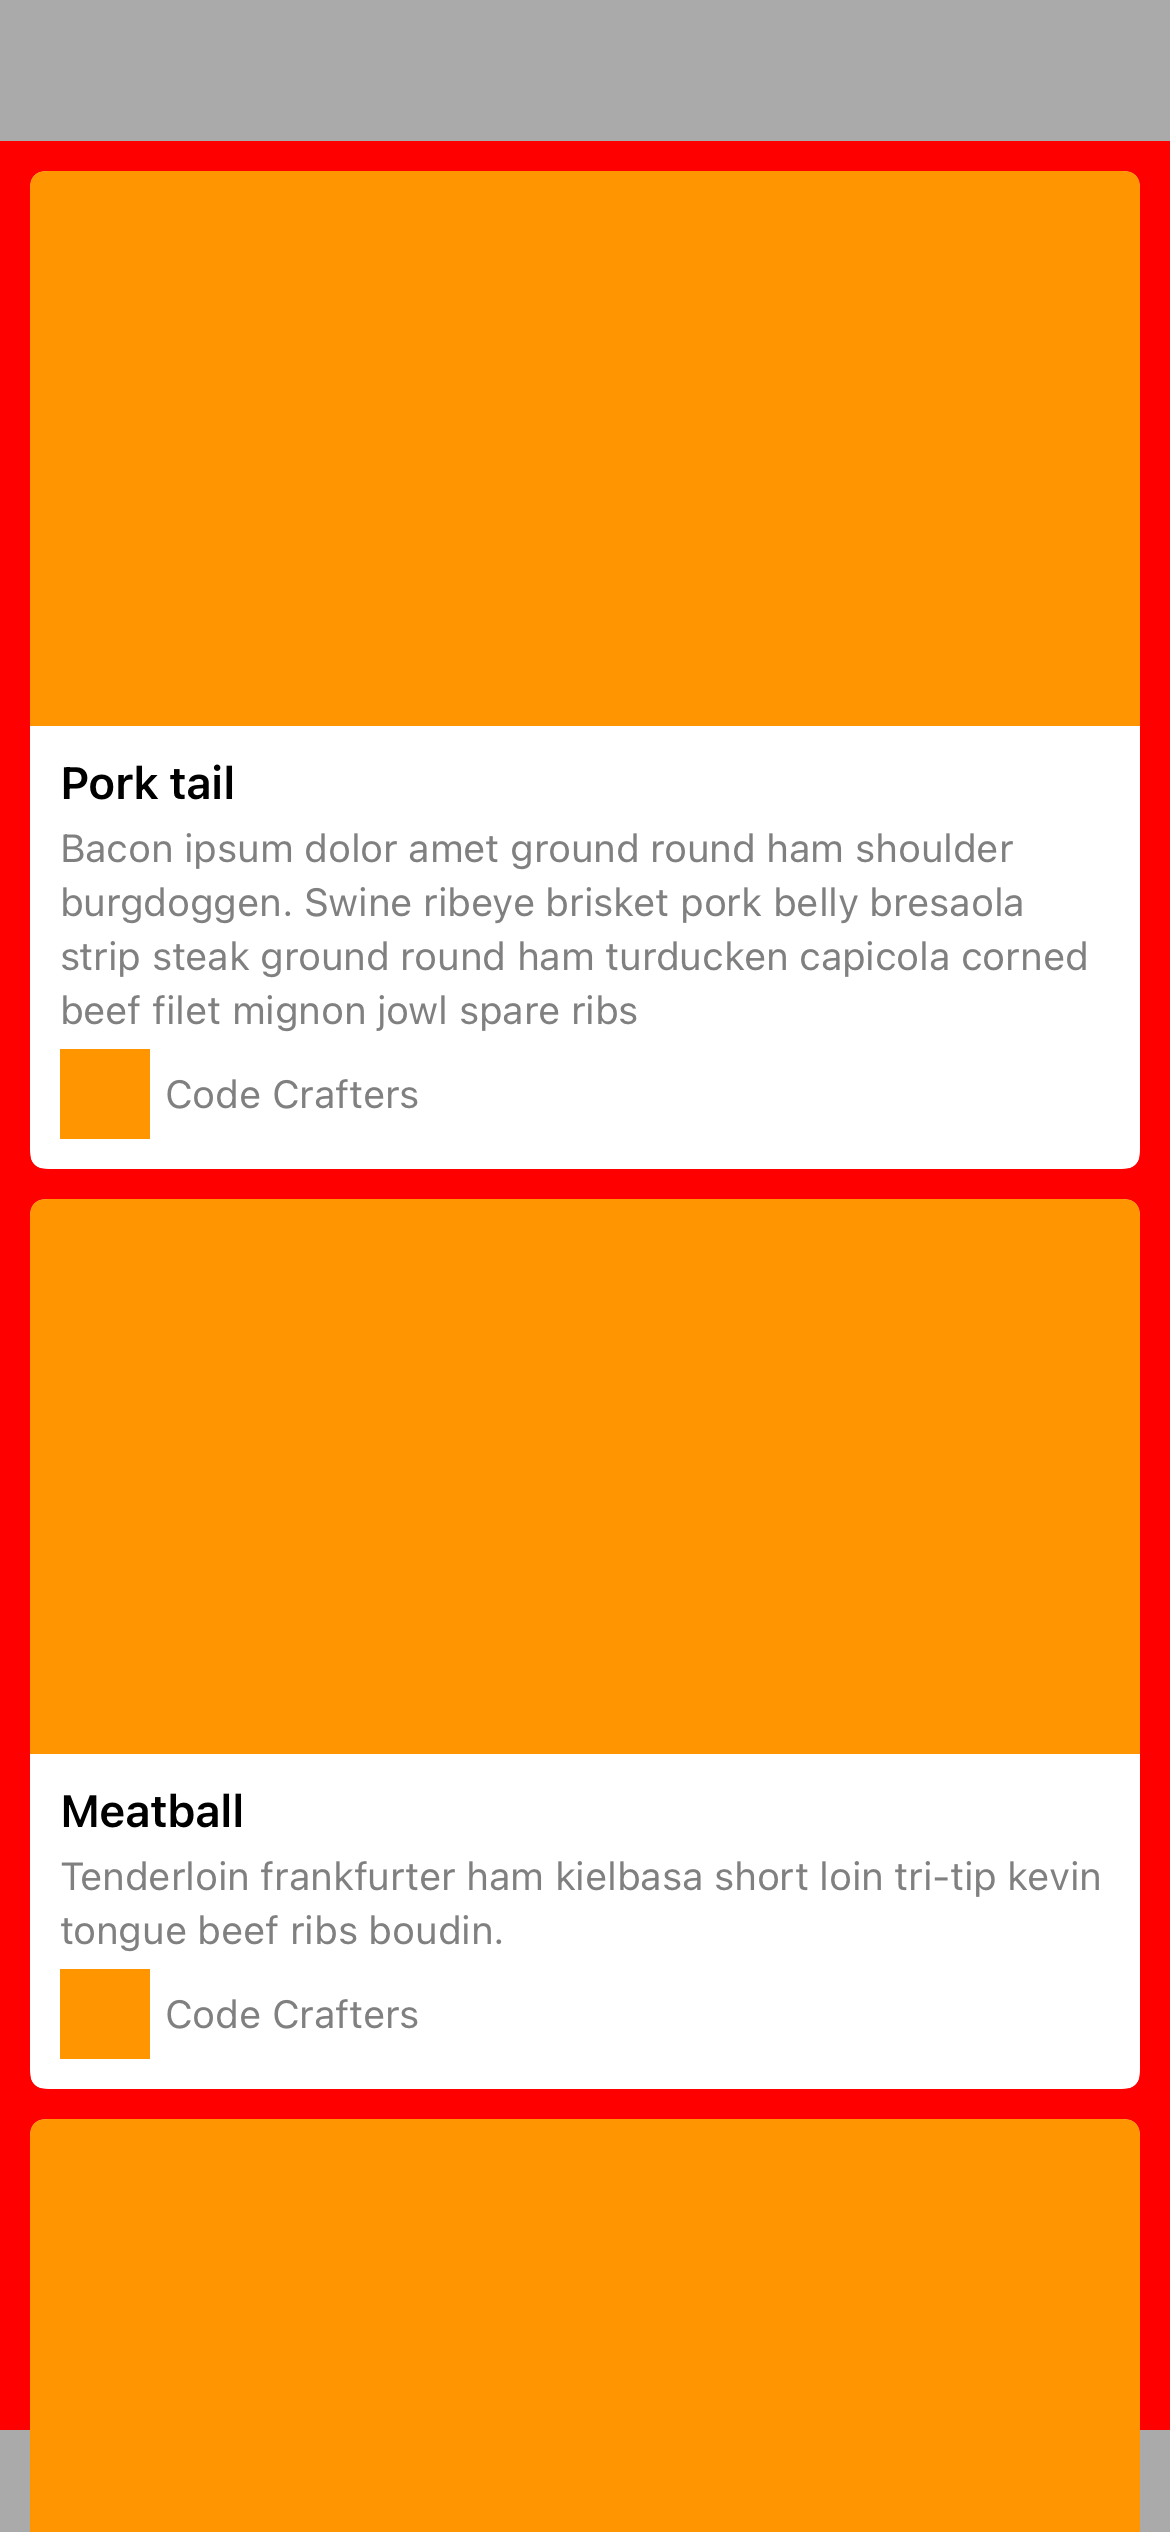 Pork tail
Bacon ipsum dolor amet ground round ham shoulder
burgdoggen. Swine ribeye brisket pork belly bresaola
strip steak ground round ham turducken capicola corned
beef filet mignon jowl spare ribs
Code Crafters
Meatball
Tenderloin frankfurter ham kielbasa short loin tri-tip kevin
tongue beef ribs boudin.
Code Crafters